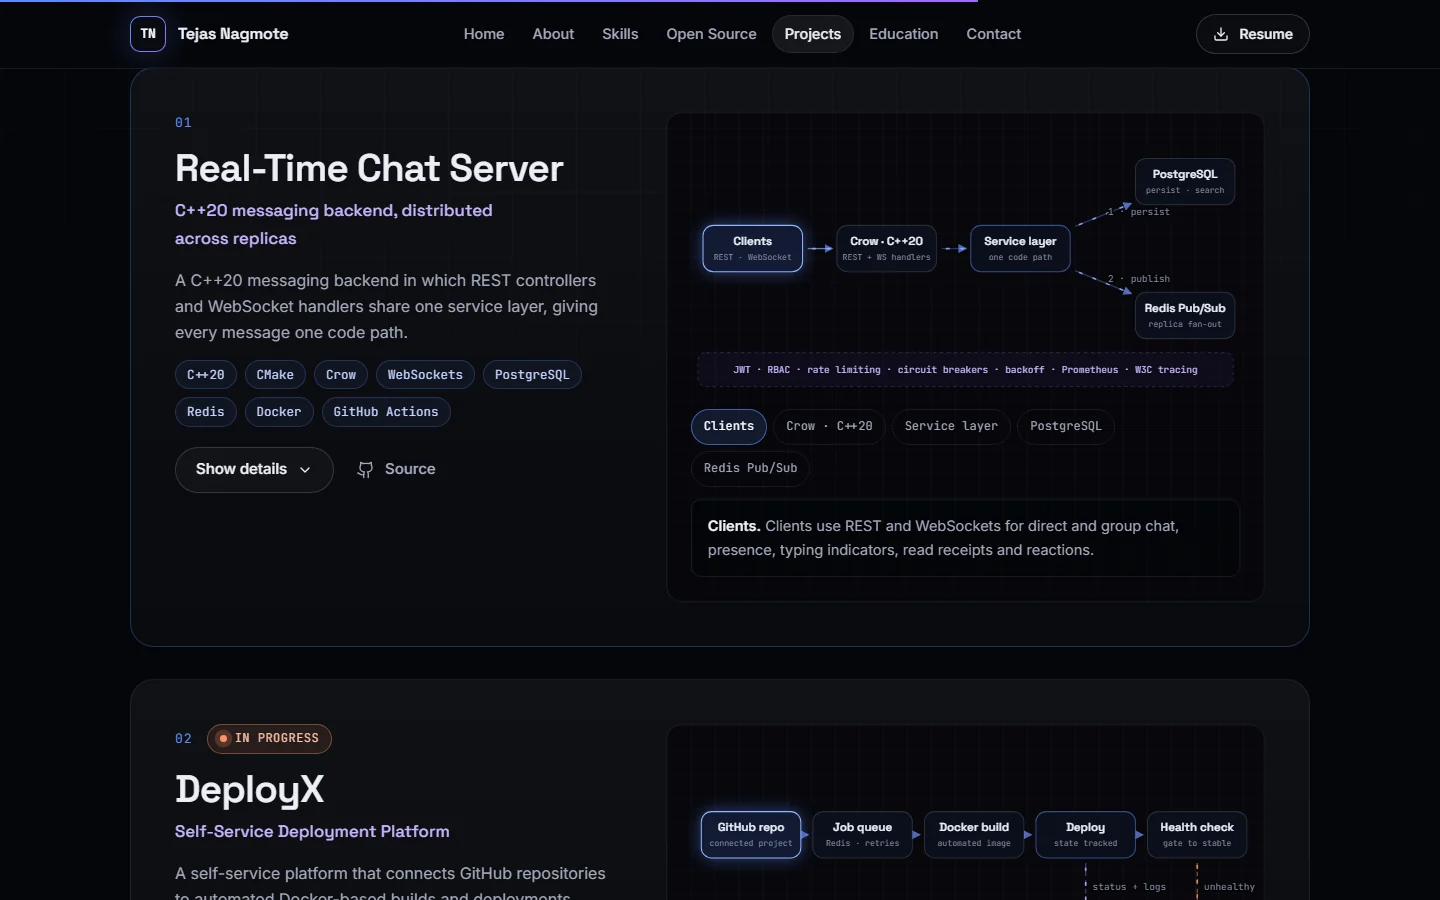 TN
Tejas Nagmote
Home
About
Skills
Open Source
Projects
Education
Contact
Resume
01
Real-Time Chat Server
C++20 messaging backend, distributed
across replicas
A C++20 messaging backend in which REST controllers
and WebSocket handlers share one service layer, giving
every message one code path.
C++20
CMake
Crow
WebSockets
PostgreSQL
Redis
Docker
GitHub Actions
Show details
Source
Clients
REST · WebSocket
Crow · C++20
REST + WS handlers
Service layer
one code path
PostgreSQL
persist · search
1 · persist
2 · publish
Redis Pub/Sub
replica fan-out
JWT · RBAC · rate limiting · circuit breakers · backoff · Prometheus · W3C tracing
Clients
Crow · C++20
Service layer
PostgreSQL
Redis Pub/Sub
Clients. Clients use REST and WebSockets for direct and group chat,
presence, typing indicators, read receipts and reactions.
02
IN PROGRESS
DeployX
Self-Service Deployment Platform
A self-service platform that connects GitHub repositories
to automated Docker-based builds and deployments
GitHub repo
connected project
Job queue
Redis · retries
Docker build
automated image
Deploy
state tracked
Health check
gate to stable
status + logs
unhealthy